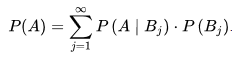 P(A) = \sum_{j=1}^{\infty} P(A \mid B_j) \cdot P(B_j).